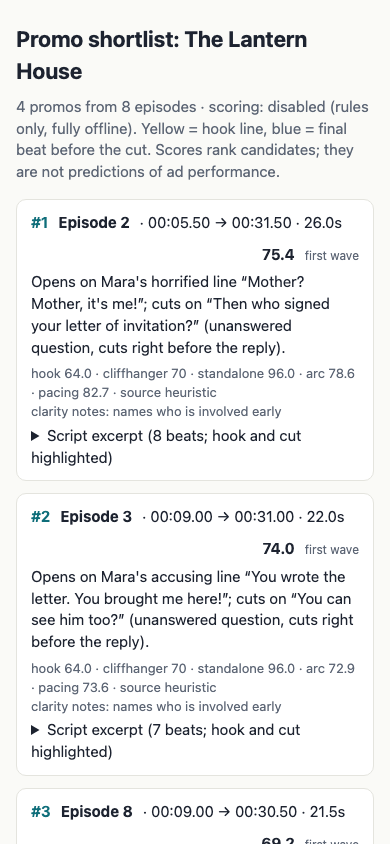 Promo shortlist: The Lantern
House
4 promos from 8 episodes · scoring: disabled (rules
only, fully offline). Yellow = hook line, blue = final
beat before the cut. Scores rank candidates; they
are not predictions of ad performance.
#1 Episode 2 · 00:05.50 → 00:31.50 · 26.0s
75.4 first wave
Opens on Mara's horrified line “Mother?
Mother, it's me!”; cuts on “Then who signed
your letter of invitation?” (unanswered
question, cuts right before the reply).
hook 64.0 · cliffhanger 70 · standalone 96.0 · arc 78.6
· pacing 82.7 · source heuristic
clarity notes: names who is involved early
▶ Script excerpt (8 beats; hook and cut
highlighted)
#2 Episode 3 · 00:09.00 → 00:31.00 · 22.0s
74.0 first wave
Opens on Mara's accusing line “You wrote the
letter. You brought me here!”; cuts on “You can
see him too?” (unanswered question, cuts right
before the reply).
hook 64.0 · cliffhanger 70 · standalone 96.0 · arc 72.9
· pacing 73.6 · source heuristic
clarity notes: names who is involved early
▶ Script excerpt (7 beats; hook and cut
highlighted)
#3 Episode 8 · 00:09.00 → 00:30.50 · 21.5s
69.2 first wave